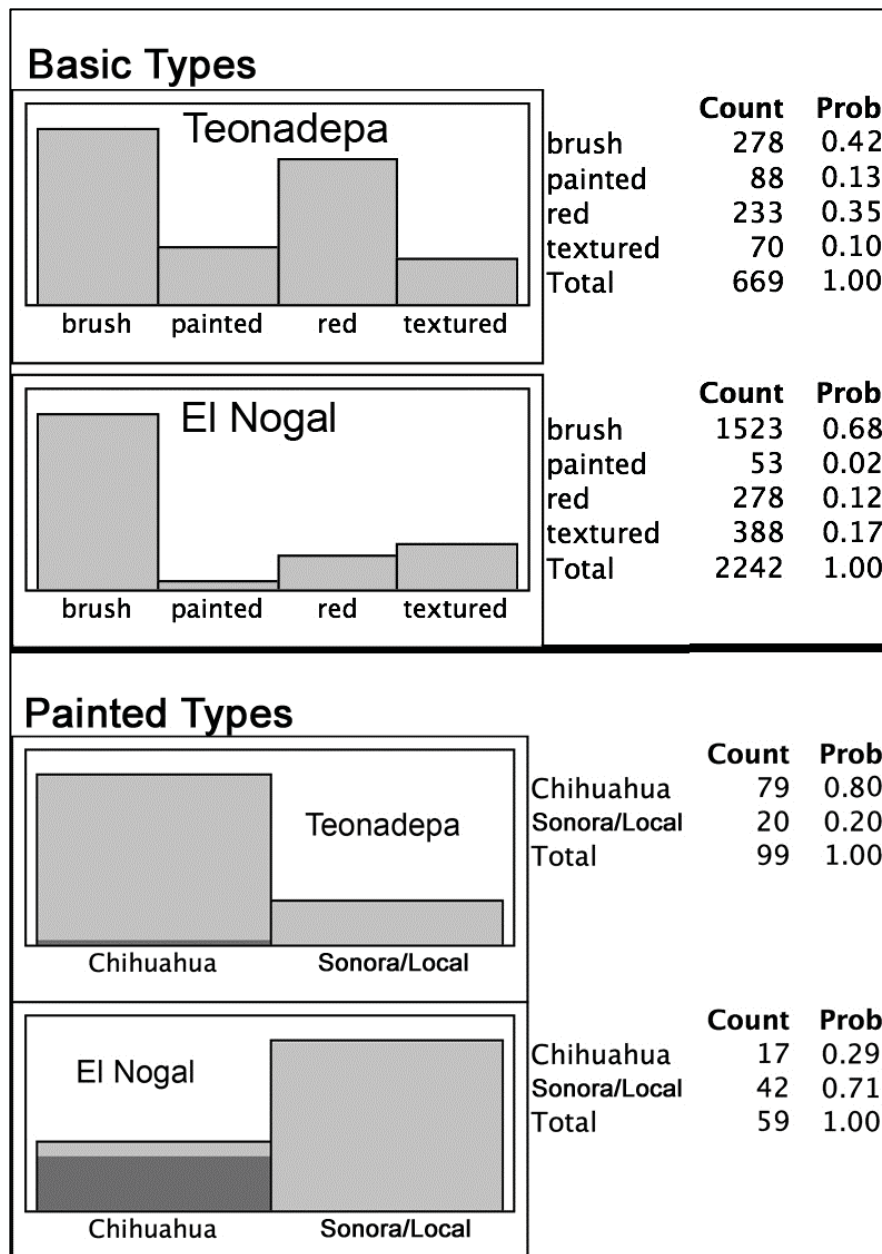 Basic Types
Teonadepa
brush painted red textured
Count Prob
brush 278 0.42
painted 88 0.13
red 233 0.35
textured 70 0.10
Total 669 1.00
El Nogal
brush painted red textured
Count Prob
brush 1523 0.68
painted 53 0.02
red 278 0.12
textured 388 0.17
Total 2242 1.00
Painted Types
Teonadepa
Chihuahua Sonora/Local
Count Prob
Chihuahua 79 0.80
Sonora/Local 20 0.20
Total 99 1.00
El Nogal
Chihuahua Sonora/Local
Count Prob
Chihuahua 17 0.29
Sonora/Local 42 0.71
Total 59 1.00